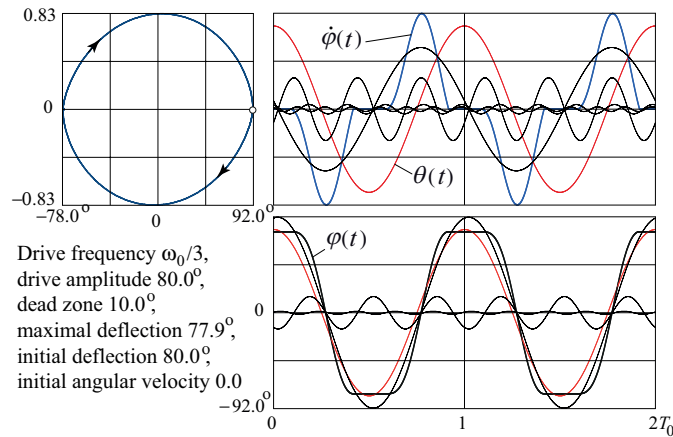 0.83
0
−0.83
−78.0°
0
92.0°
φ̇(t)
θ(t)
Drive frequency ω₀/3,
drive amplitude 80.0°,
dead zone 10.0°,
maximal deflection 77.9°,
initial deflection 80.0°,
initial angular velocity 0.0
φ(t)
0
−92.0°
0
1
2T₀